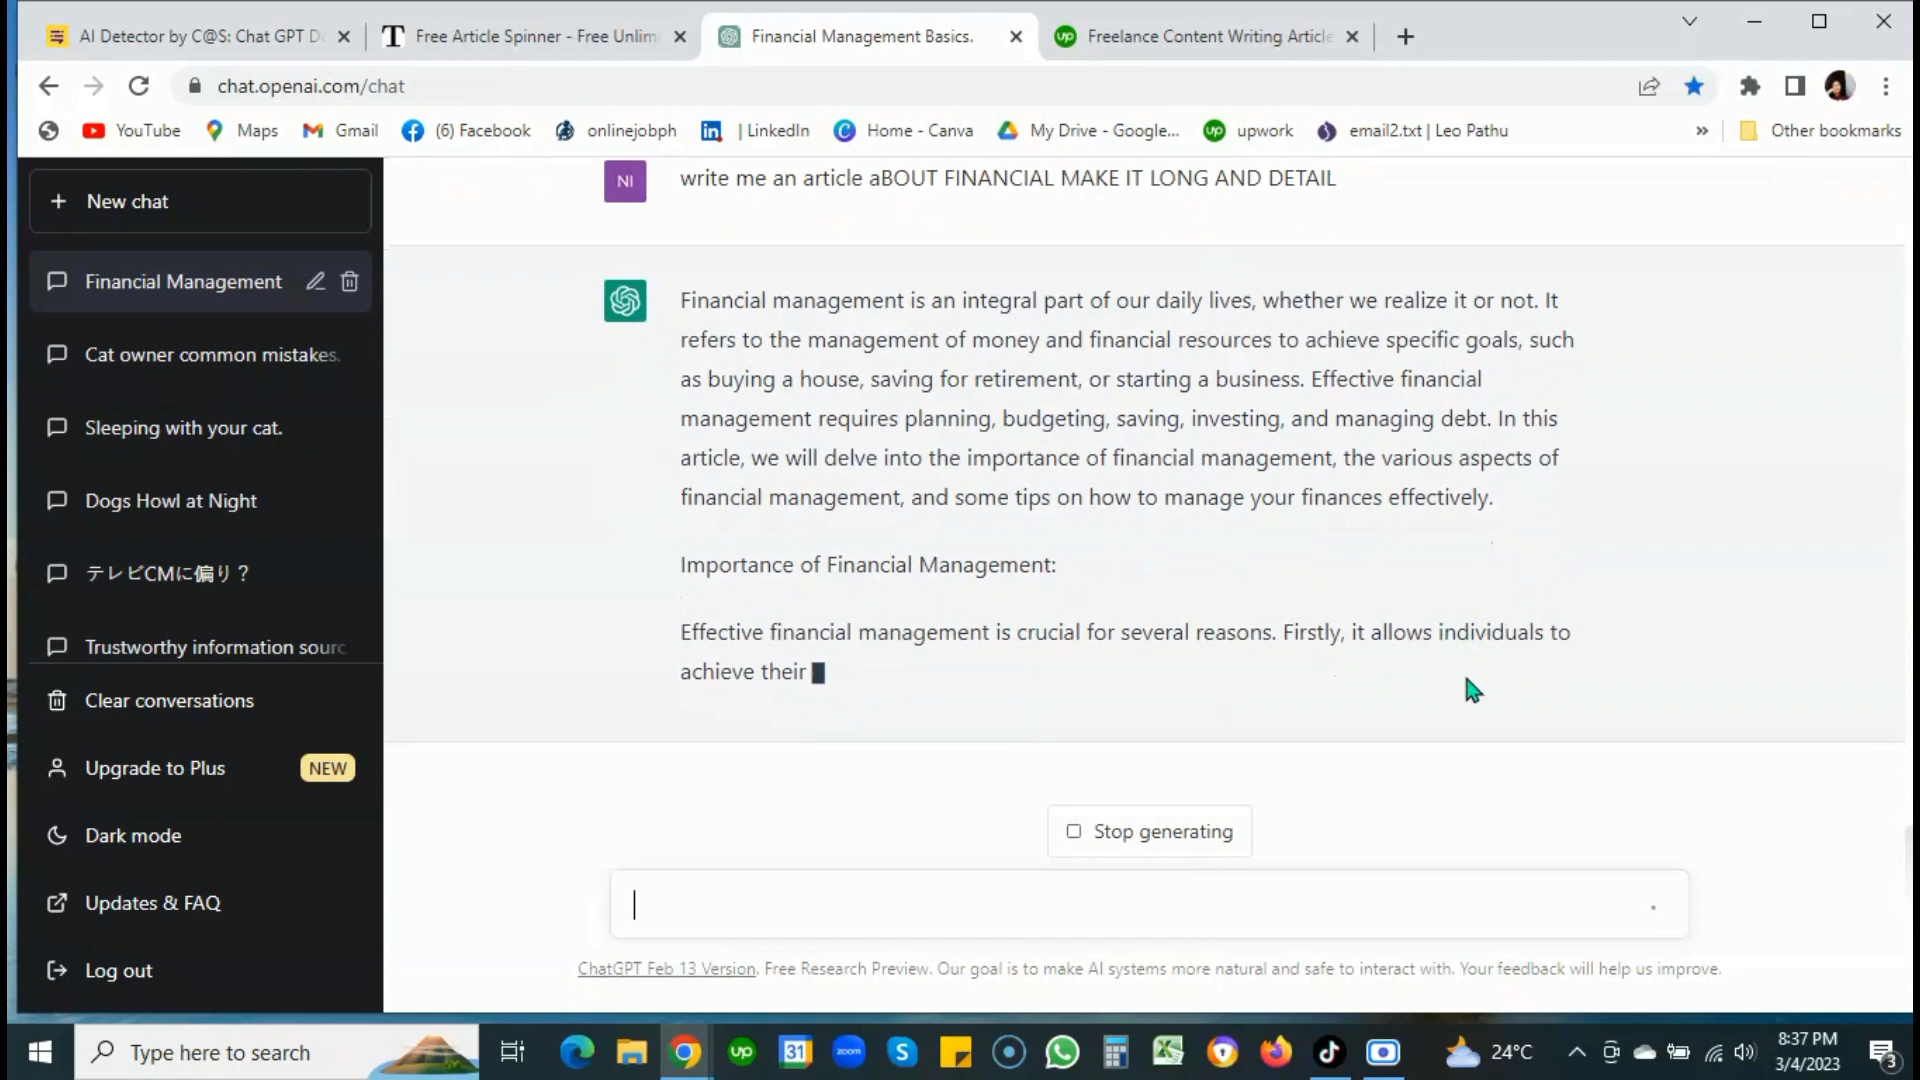 AI Detector by C@S: Chat GPT De
Free Article Spinner - Free Unlim
Financial Management Basics.
Freelance Content Writing Article
chat.openai.com/chat
YouTube
Maps
Gmail
(6) Facebook
onlinejobph
| LinkedIn
Home - Canva
My Drive - Google...
upwork
email2.txt | Leo Pathu
»
Other bookmarks
New chat
Financial Management
Cat owner common mistakes.
Sleeping with your cat.
Dogs Howl at Night
テレビCMに偏り？
Trustworthy information sourc
Clear conversations
Upgrade to Plus
NEW
Dark mode
Updates & FAQ
Log out
NI
write me an article aBOUT FINANCIAL MAKE IT LONG AND DETAIL
Financial management is an integral part of our daily lives, whether we realize it or not. It
refers to the management of money and financial resources to achieve specific goals, such
as buying a house, saving for retirement, or starting a business. Effective financial
management requires planning, budgeting, saving, investing, and managing debt. In this
article, we will delve into the importance of financial management, the various aspects of
financial management, and some tips on how to manage your finances effectively.
Importance of Financial Management:
Effective financial management is crucial for several reasons. Firstly, it allows individuals to
achieve their
Stop generating
ChatGPT Feb 13 Version. Free Research Preview. Our goal is to make AI systems more natural and safe to interact with. Your feedback will help us improve.
Type here to search
up
31
zoom
24°C
8:37 PM
3/4/2023
3